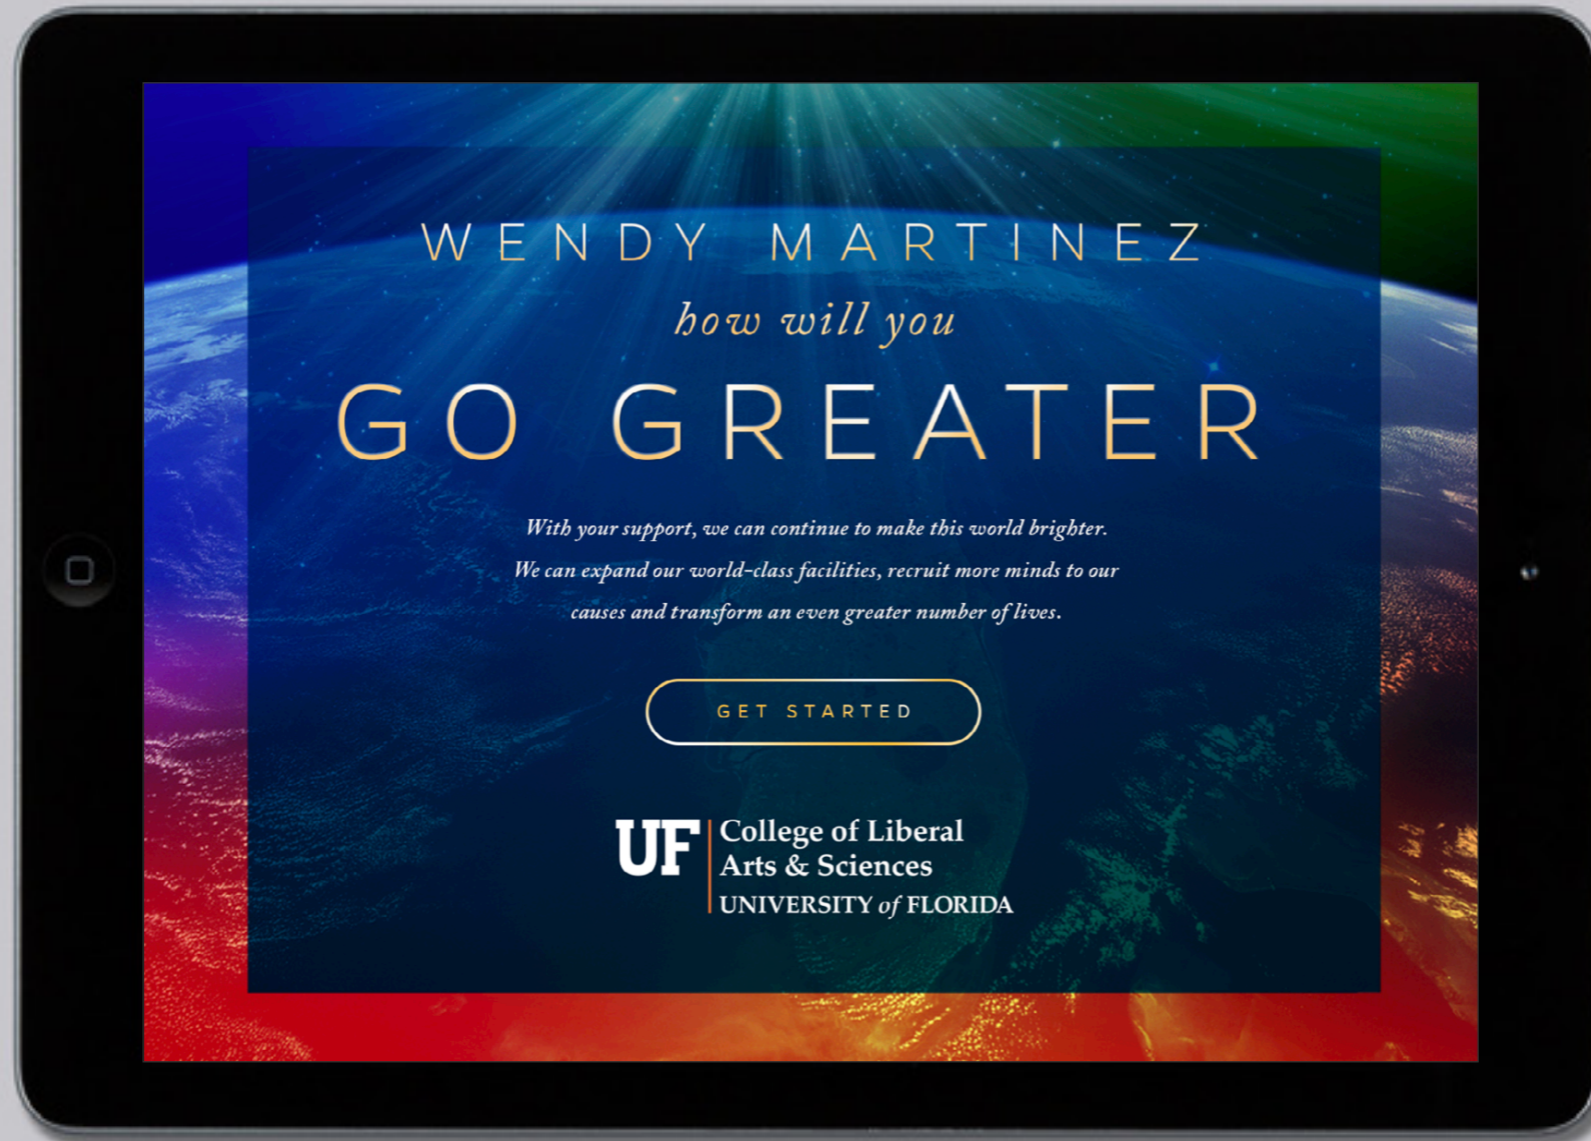 WENDY MARTINEZ
how will you
GO GREATER
With your support, we can continue to make this world brighter.
We can expand our world-class facilities, recruit more minds to our
causes and transform an even greater number of lives.
GET STARTED
UF
College of Liberal
Arts & Sciences
UNIVERSITY of FLORIDA